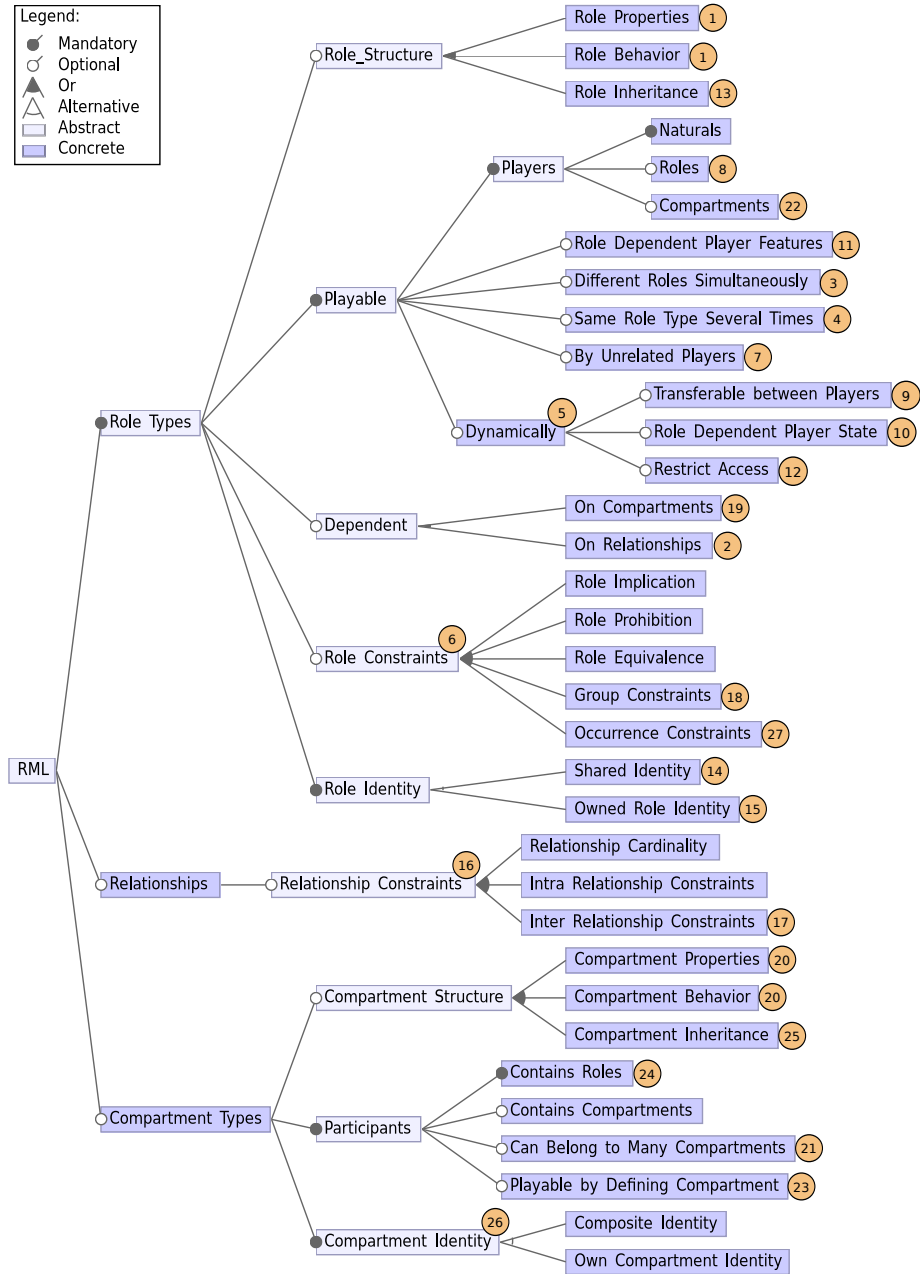 Legend:
Mandatory
Optional
Or
Alternative
Abstract
Concrete
Role Properties 1
Role_Structure
Role Behavior 1
Role Inheritance 13
Naturals
Players
Roles 8
Compartments 22
Role Dependent Player Features 11
Different Roles Simultaneously 3
Playable
Same Role Type Several Times 4
By Unrelated Players 7
Transferable between Players 9
Dynamically 5
Role Dependent Player State 10
Restrict Access 12
Role Types
On Compartments 19
Dependent
On Relationships 2
Role Implication
Role Prohibition
Role Constraints 6
Role Equivalence
Group Constraints 18
Occurrence Constraints 27
RML
Shared Identity 14
Role Identity
Owned Role Identity 15
Relationship Cardinality
Relationships
Relationship Constraints 16
Intra Relationship Constraints
Inter Relationship Constraints 17
Compartment Properties 20
Compartment Structure
Compartment Behavior 20
Compartment Inheritance 25
Contains Roles 24
Compartment Types
Contains Compartments
Participants
Can Belong to Many Compartments 21
Playable by Defining Compartment 23
Composite Identity
Compartment Identity 26
Own Compartment Identity